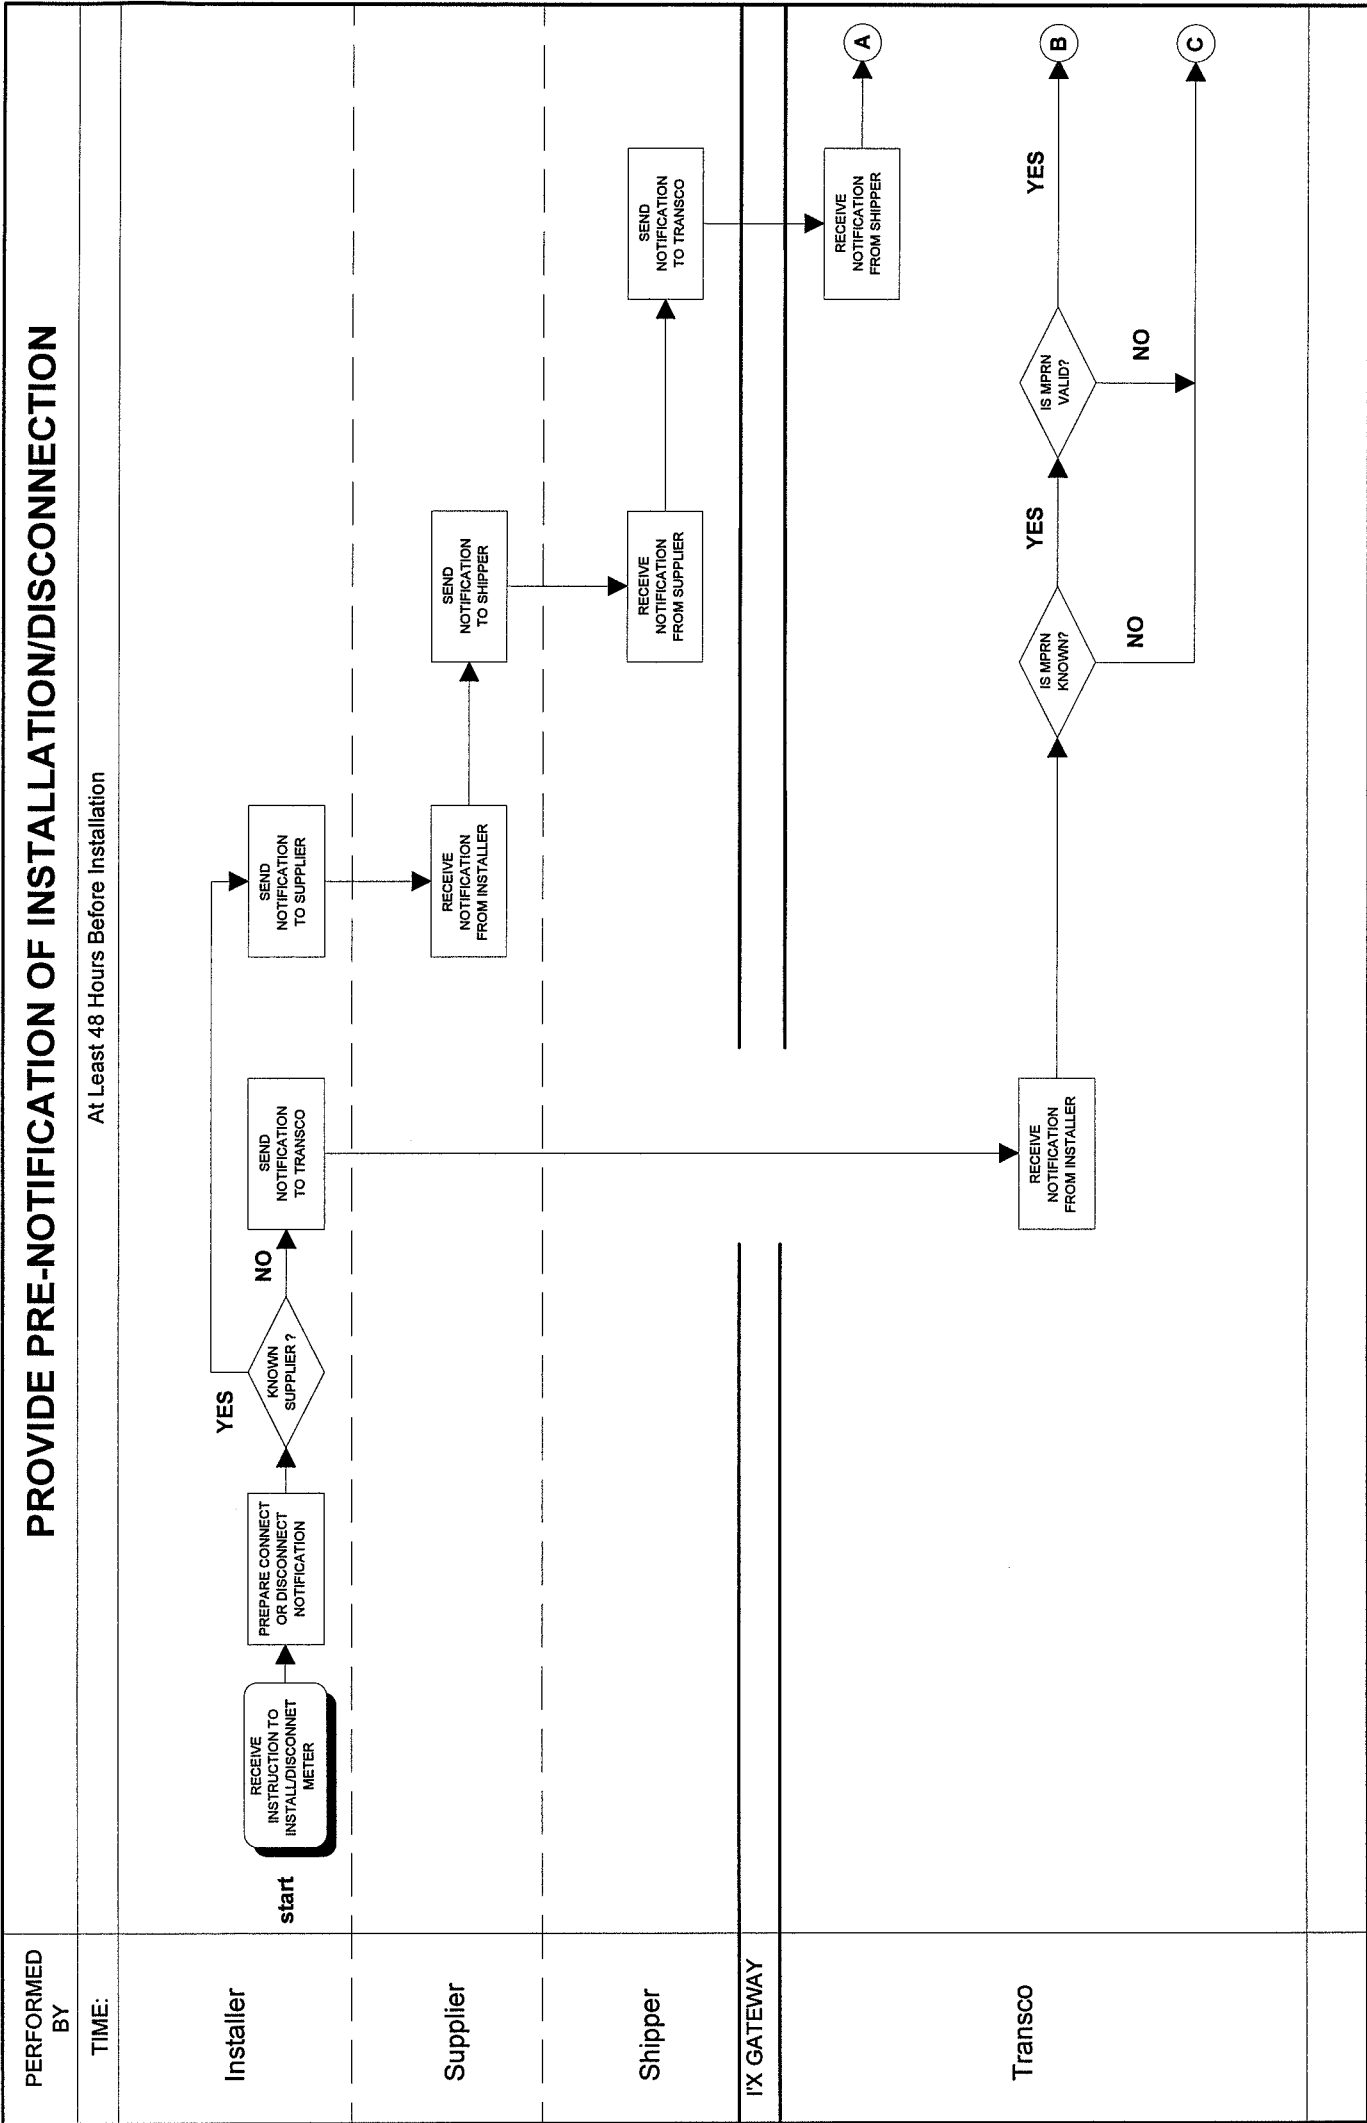 PROVIDE PRE-NOTIFICATION OF INSTALLATION/DISCONNECTION
PERFORMED
BY
TIME:
At Least 48 Hours Before Installation
Installer
start
RECEIVE
INSTRUCTION TO
INSTALL/DISCONNET
METER
PREPARE CONNECT
OR DISCONNECT
NOTIFICATION
KNOWN
SUPPLIER ?
YES
NO
SEND
NOTIFICATION
TO TRANSCO
SEND
NOTIFICATION
TO SUPPLIER
Supplier
RECEIVE
NOTIFICATION
FROM INSTALLER
SEND
NOTIFICATION
TO SHIPPER
Shipper
RECEIVE
NOTIFICATION
FROM SUPPLIER
SEND
NOTIFICATION
TO TRANSCO
I'X GATEWAY
Transco
RECEIVE
NOTIFICATION
FROM SHIPPER
A
RECEIVE
NOTIFICATION
FROM INSTALLER
IS MPRN
KNOWN?
YES
NO
IS MPRN
VALID?
YES
NO
B
C